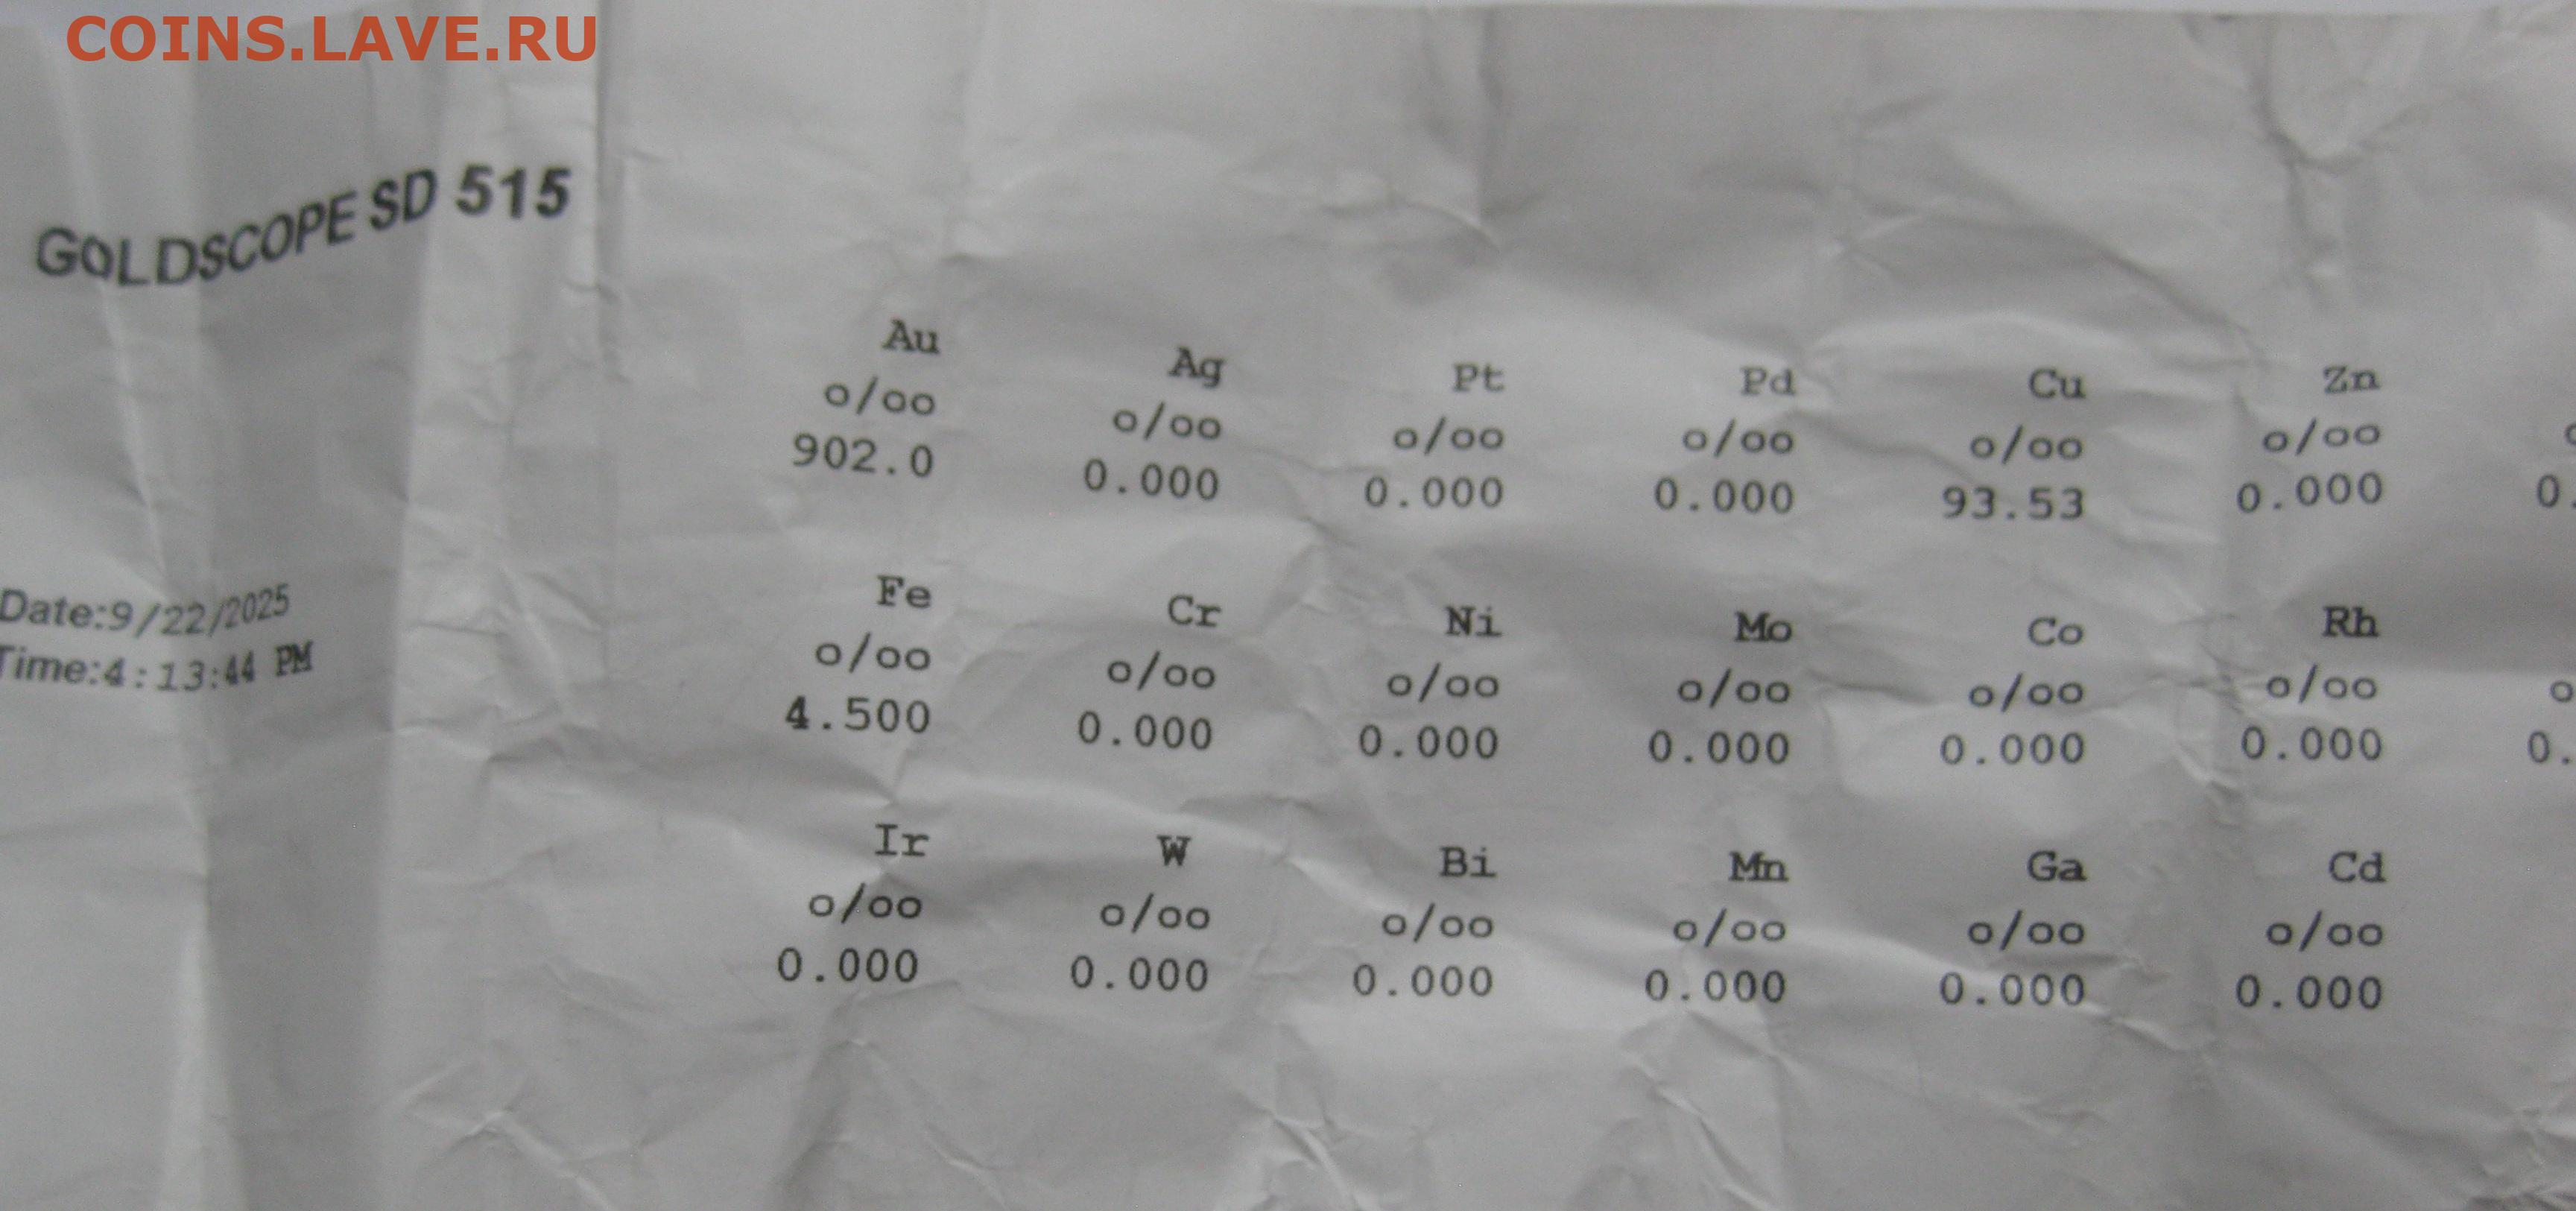 COINS.LAVE.RU
GOLDSCOPE SD 515
Au Ag Pt Pd Cu Zn
o/oo o/oo o/oo o/oo o/oo o/oo
902.0 0.000 0.000 0.000 93.53 0.000 0.
Date:9/22/2025
Time:4:13:44 PM
Fe Cr Ni Mo Co Rh
o/oo o/oo o/oo o/oo o/oo o/oo o
4.500 0.000 0.000 0.000 0.000 0.000 0.
Ir W Bi Mn Ga Cd
o/oo o/oo o/oo o/oo o/oo o/oo
0.000 0.000 0.000 0.000 0.000 0.000